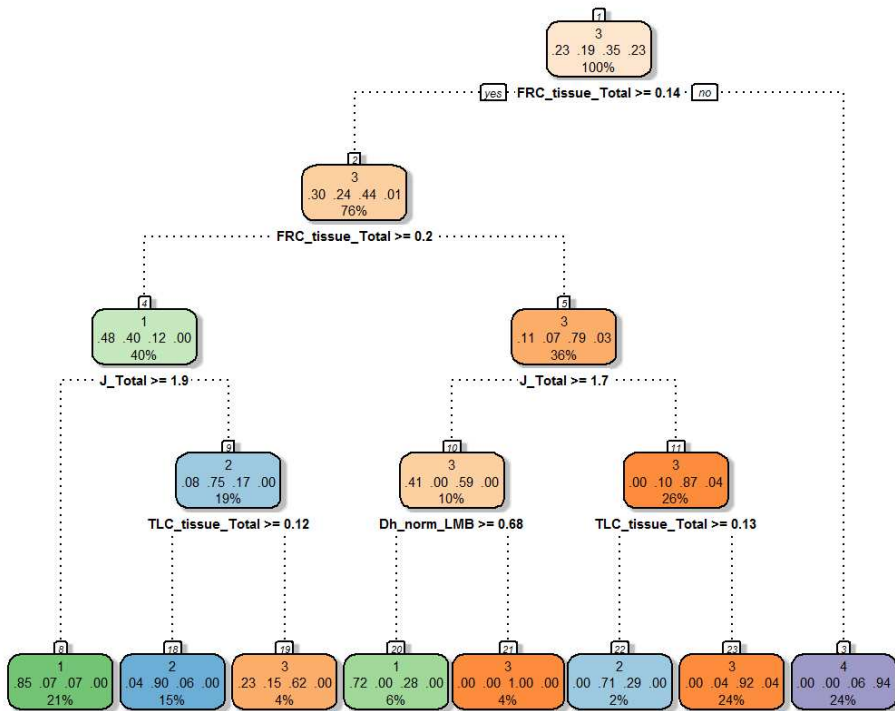 1
3
.23 .19 .35 .23
100%
yes FRC_tissue_Total >= 0.14 no
2
3
.30 .24 .44 .01
76%
FRC_tissue_Total >= 0.2
4
1
.48 .40 .12 .00
40%
J_Total >= 1.9
5
3
.11 .07 .79 .03
36%
J_Total >= 1.7
9
2
.08 .75 .17 .00
19%
TLC_tissue_Total >= 0.12
10
3
.41 .00 .59 .00
10%
Dh_norm_LMB >= 0.68
11
3
.00 .10 .87 .04
26%
TLC_tissue_Total >= 0.13
8
1
.85 .07 .07 .00
21%
18
2
.04 .90 .06 .00
15%
19
3
.23 .15 .62 .00
4%
20
1
.72 .00 .28 .00
6%
21
3
.00 .00 1.00 .00
4%
22
2
.00 .71 .29 .00
2%
23
3
.00 .04 .92 .04
24%
3
4
.00 .00 .06 .94
24%